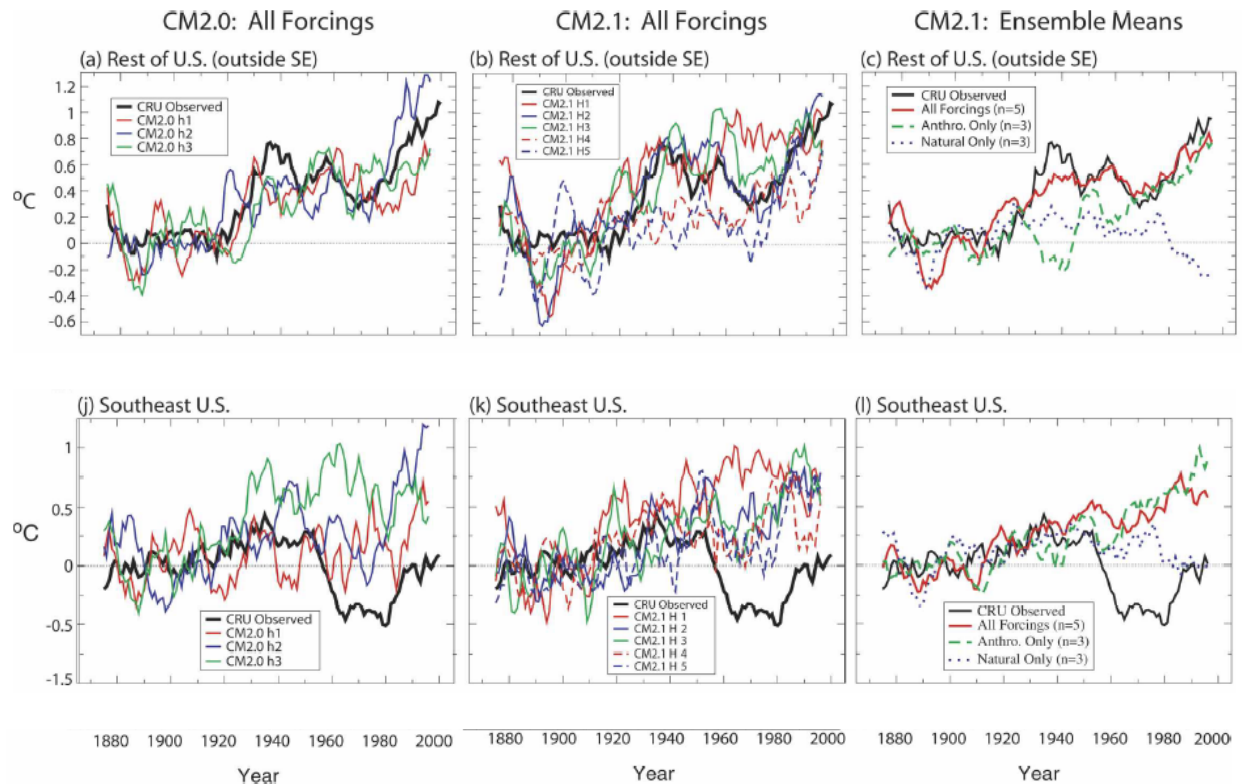 CM2.0: All Forcings
CM2.1: All Forcings
CM2.1: Ensemble Means
(a) Rest of U.S. (outside SE)
(b) Rest of U.S. (outside SE)
(c) Rest of U.S. (outside SE)
1.2
1
0.8
0.6
0.4
0.2
0
-0.2
-0.4
-0.6
°C
CRU Observed
CM2.0 h1
CM2.0 h2
CM2.0 h3
CRU Observed
CM2.1 H1
CM2.1 H2
CM2.1 H3
CM2.1 H4
CM2.1 H5
CRU Observed
All Forcings (n=5)
Anthro. Only (n=3)
Natural Only (n=3)
(j) Southeast U.S.
(k) Southeast U.S.
(l) Southeast U.S.
1
0.5
0
-0.5
-1.5
°C
CRU Observed
CM2.0 h1
CM2.0 h2
CM2.0 h3
CRU Observed
CM2.1 H 1
CM2.1 H 2
CM2.1 H 3
CM2.1 H 4
CM2.1 H 5
CRU Observed
All Forcings (n=5)
Anthro. Only (n=3)
Natural Only (n=3)
1880 1900 1920 1940 1960 1980 2000
1880 1900 1920 1940 1960 1980 2000
1880 1900 1920 1940 1960 1980 2000
Year
Year
Year